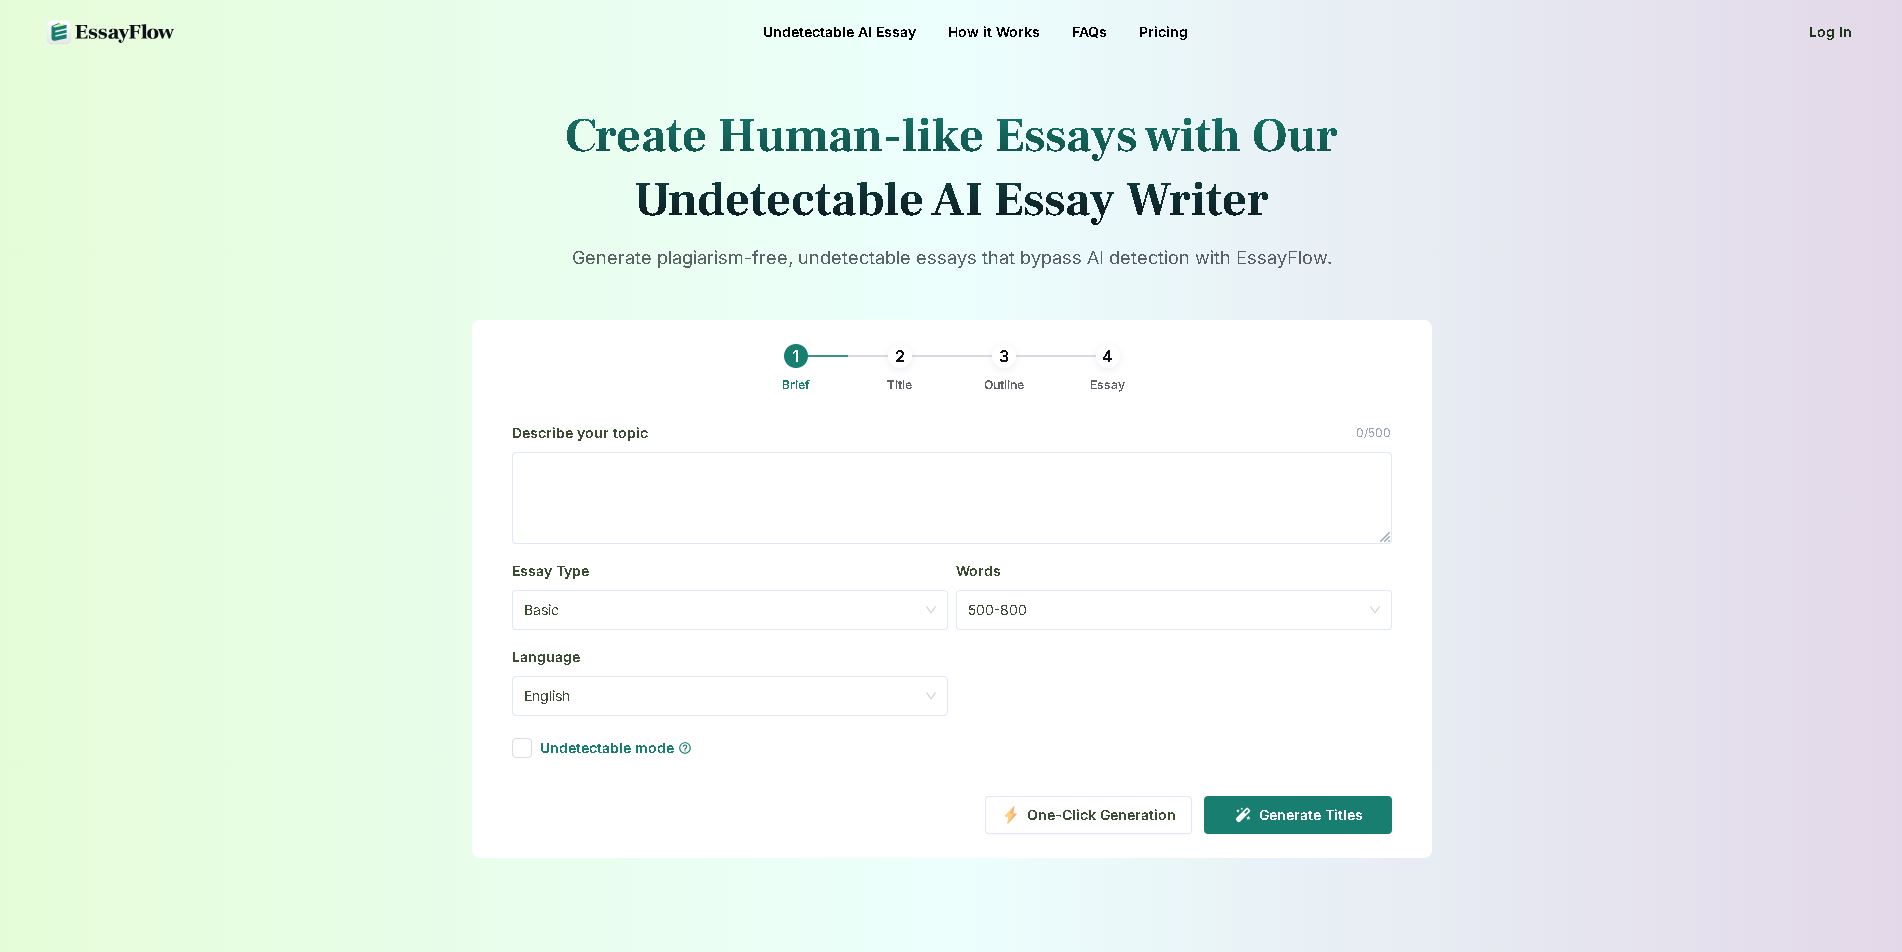 EssayFlow
Undetectable AI Essay
How it Works
FAQs
Pricing
Log In
Create Human-like Essays with Our
Undetectable AI Essay Writer
Generate plagiarism-free, undetectable essays that bypass AI detection with EssayFlow.
1
2
3
4
Brief
Title
Outline
Essay
Describe your topic
0/500
Essay Type
Words
Basic
500-800
Language
English
Undetectable mode ?
One-Click Generation
Generate Titles